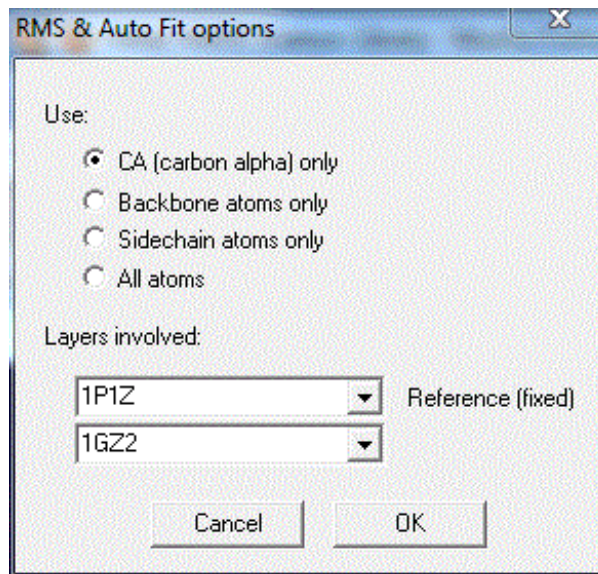 RMS & Auto Fit options
X
Use:
CA (carbon alpha) only
Backbone atoms only
Sidechain atoms only
All atoms
Layers involved:
1P1Z Reference (fixed)
1GZ2
Cancel OK